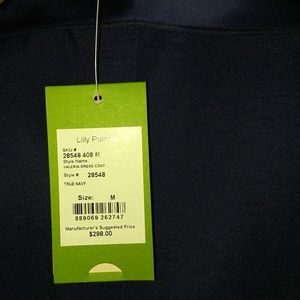 Lilly Pulitzer
SKU #
28548 408 M
Style Name:
VALERIA DRESS COAT
Style # 28548
TRUE NAVY
Size: M
889069 262747
Manufacturer's Suggested Price
$298.00